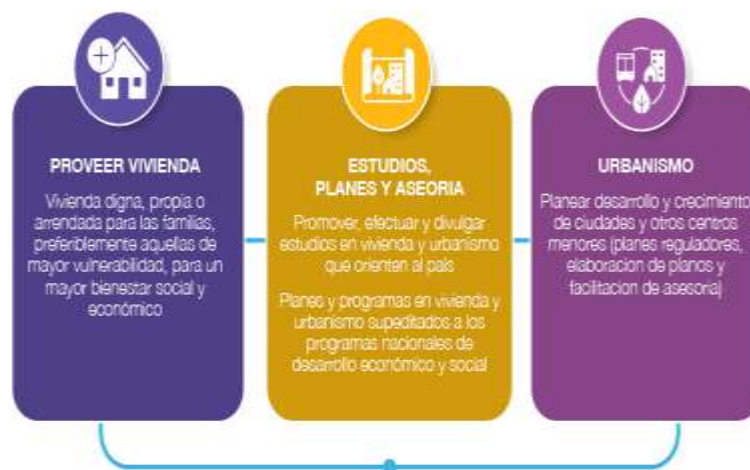 PROVEER VIVIENDA
Vivienda digna, propia o
arrendada para las familias,
preferiblemente aquellas de
mayor vulnerabilidad, para un
mayor bienestar social y
económico
ESTUDIOS,
PLANES Y ASEORIA
Promover, efectuar y divulgar
estudios en vivienda y urbanismo
que orienten al país
Planes y programas en vivienda y
urbanismo supeditados a los
programas nacionales de
desarrollo económico y social
URBANISMO
Planear desarrollo y crecimiento
de ciudades y otros centros
menores (planes reguladores,
elaboracion de planos y
facilitacion de asesoria)